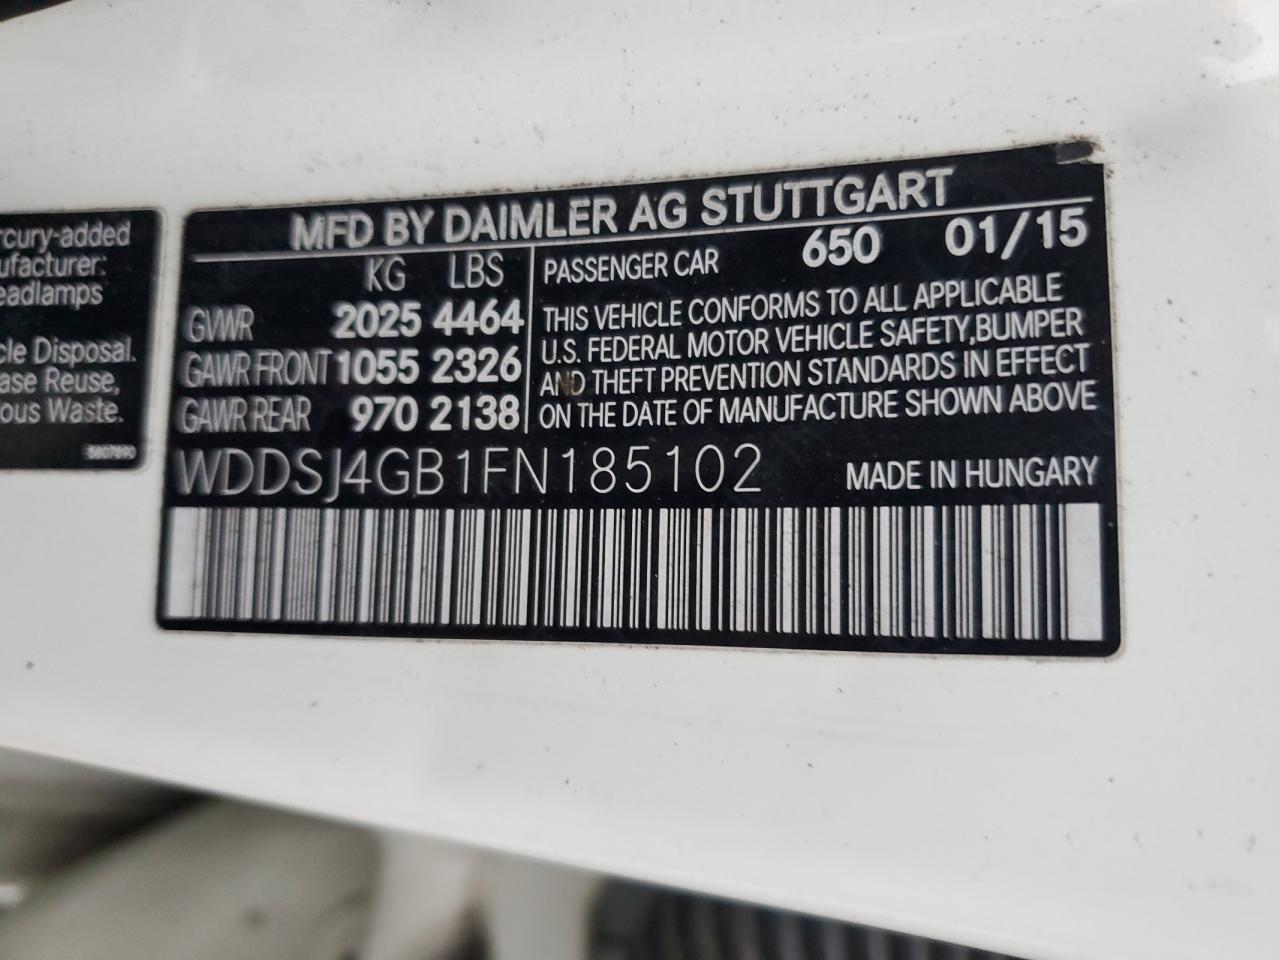 rcury-added
ufacturer:
eadlamps
cle Disposal.
ase Reuse,
ous Waste.
5807890
MFD BY DAIMLER AG STUTTGART
KG LBS
GVWR 2025 4464
GAWR FRONT 1055 2326
GAWR REAR 970 2138
PASSENGER CAR 650 01/15
THIS VEHICLE CONFORMS TO ALL APPLICABLE
U.S. FEDERAL MOTOR VEHICLE SAFETY,BUMPER
AND THEFT PREVENTION STANDARDS IN EFFECT
ON THE DATE OF MANUFACTURE SHOWN ABOVE
WDDSJ4GB1FN185102 MADE IN HUNGARY